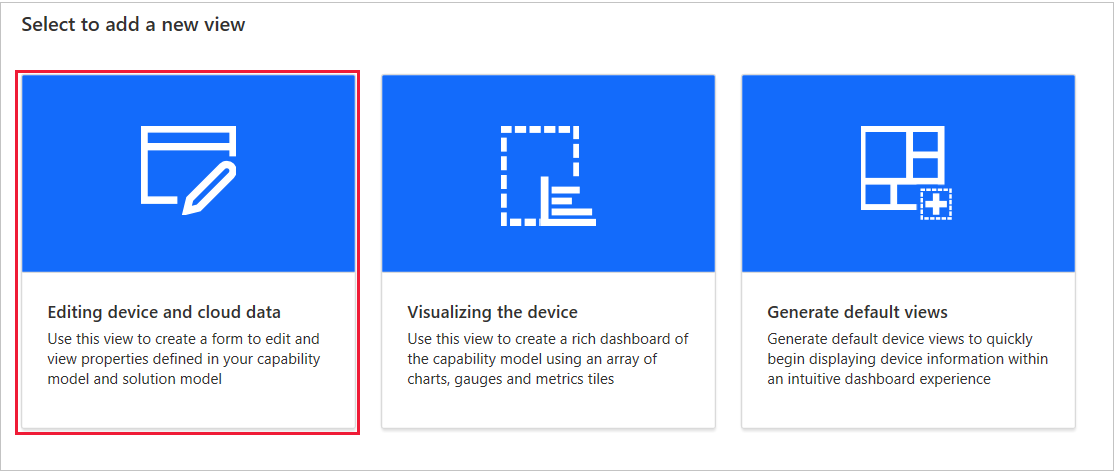 Select to add a new view
Editing device and cloud data
Use this view to create a form to edit and
view properties defined in your capability
model and solution model
Visualizing the device
Use this view to create a rich dashboard of
the capability model using an array of
charts, gauges and metrics tiles
Generate default views
Generate default device views to quickly
begin displaying device information within
an intuitive dashboard experience